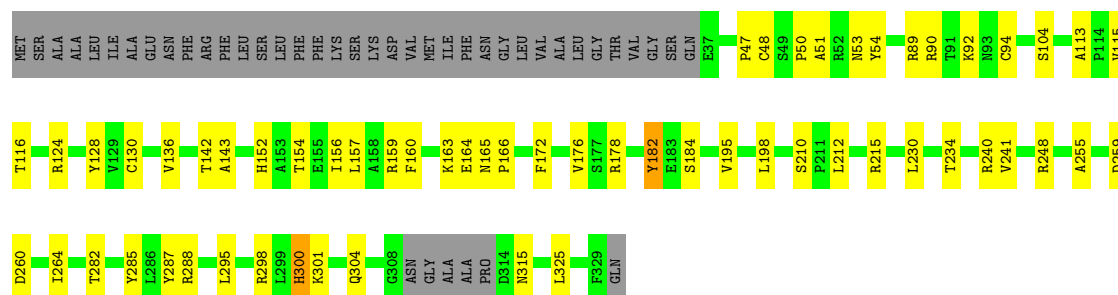 MET SER ALA ALA LEU ILE ALA GLU ASN PHE ARG PHE LEU SER LEU PHE PHE LYS SER LYS ASP VAL MET ILE PHE ASN GLY LEU VAL ALA LEU GLY THR VAL GLY SER GLN E37 P47 C48 S49 P50 A51 R52 N53 Y54 R89 R90 T91 K92 N93 C94 S104 A113 P114 V115
T116 R124 Y128 V129 C130 V136 T142 A143 H152 A153 T154 E155 I156 L157 A158 R159 F160 K163 E164 N165 P166 F172 V176 S177 R178 Y182 E183 S184 V195 L198 S210 P211 L212 R215 L230 T234 R240 V241 R248 A255 D259
D260 I264 T282 Y285 L286 Y287 R288 L295 R298 L299 H300 K301 Q304 G308 ASN GLY ALA ALA PRO D314 N315 L325 F329 GLN